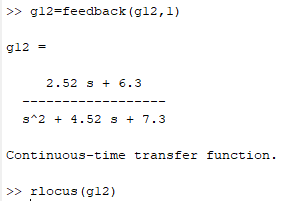 >> g12=feedback(g12,1)
g12 =
2.52 s + 6.3
------------------
s^2 + 4.52 s + 7.3
Continuous-time transfer function.
>> rlocus(g12)